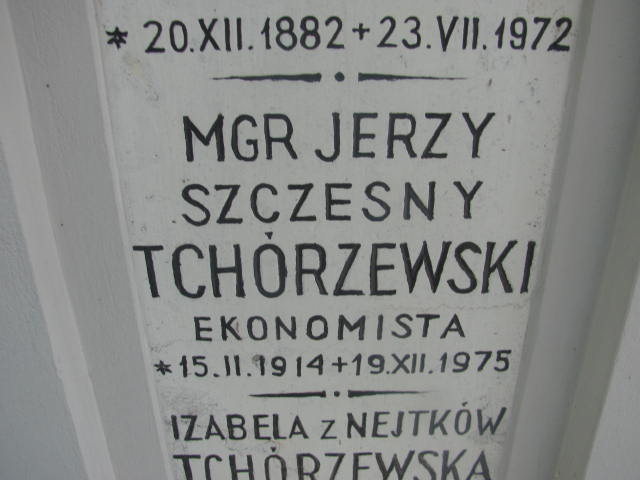 * 20.XII.1882 + 23.VII.1972
MGR JERZY
SZCZESNY
TCHÓRZEWSKI
EKONOMISTA
* 15.II.1914 + 19.XII.1975
IZABELA Z NEJTKÓW
TCHÓRZEWSKA